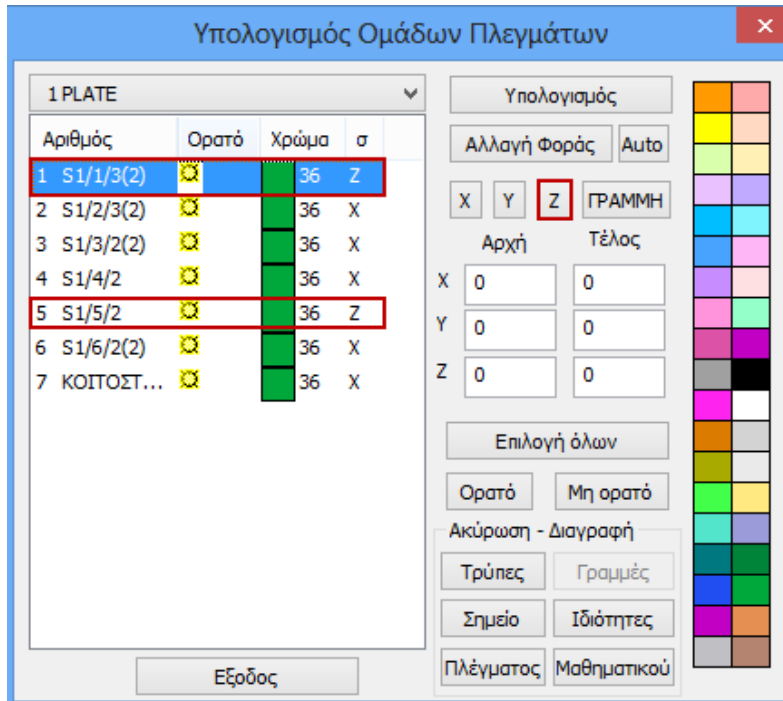 Υπολογισμός Ομάδων Πλεγμάτων
1 PLATE
Αριθμός Ορατό Χρώμα σ
1 S1/1/3(2) 36 Z
2 S1/2/3(2) 36 X
3 S1/3/2(2) 36 X
4 S1/4/2 36 X
5 S1/5/2 36 Z
6 S1/6/2(2) 36 X
7 ΚΟΙΤΟΣΤ... 36 X
Εξοδος
Υπολογισμός
Αλλαγή Φοράς Auto
X Y Z ΓΡΑΜΜΗ
Αρχή Τέλος
X 0 0
Y 0 0
Z 0 0
Επιλογή όλων
Ορατό Μη ορατό
Ακύρωση - Διαγραφή
Τρύπες Γραμμές
Σημείο Ιδιότητες
Πλέγματος Μαθηματικού